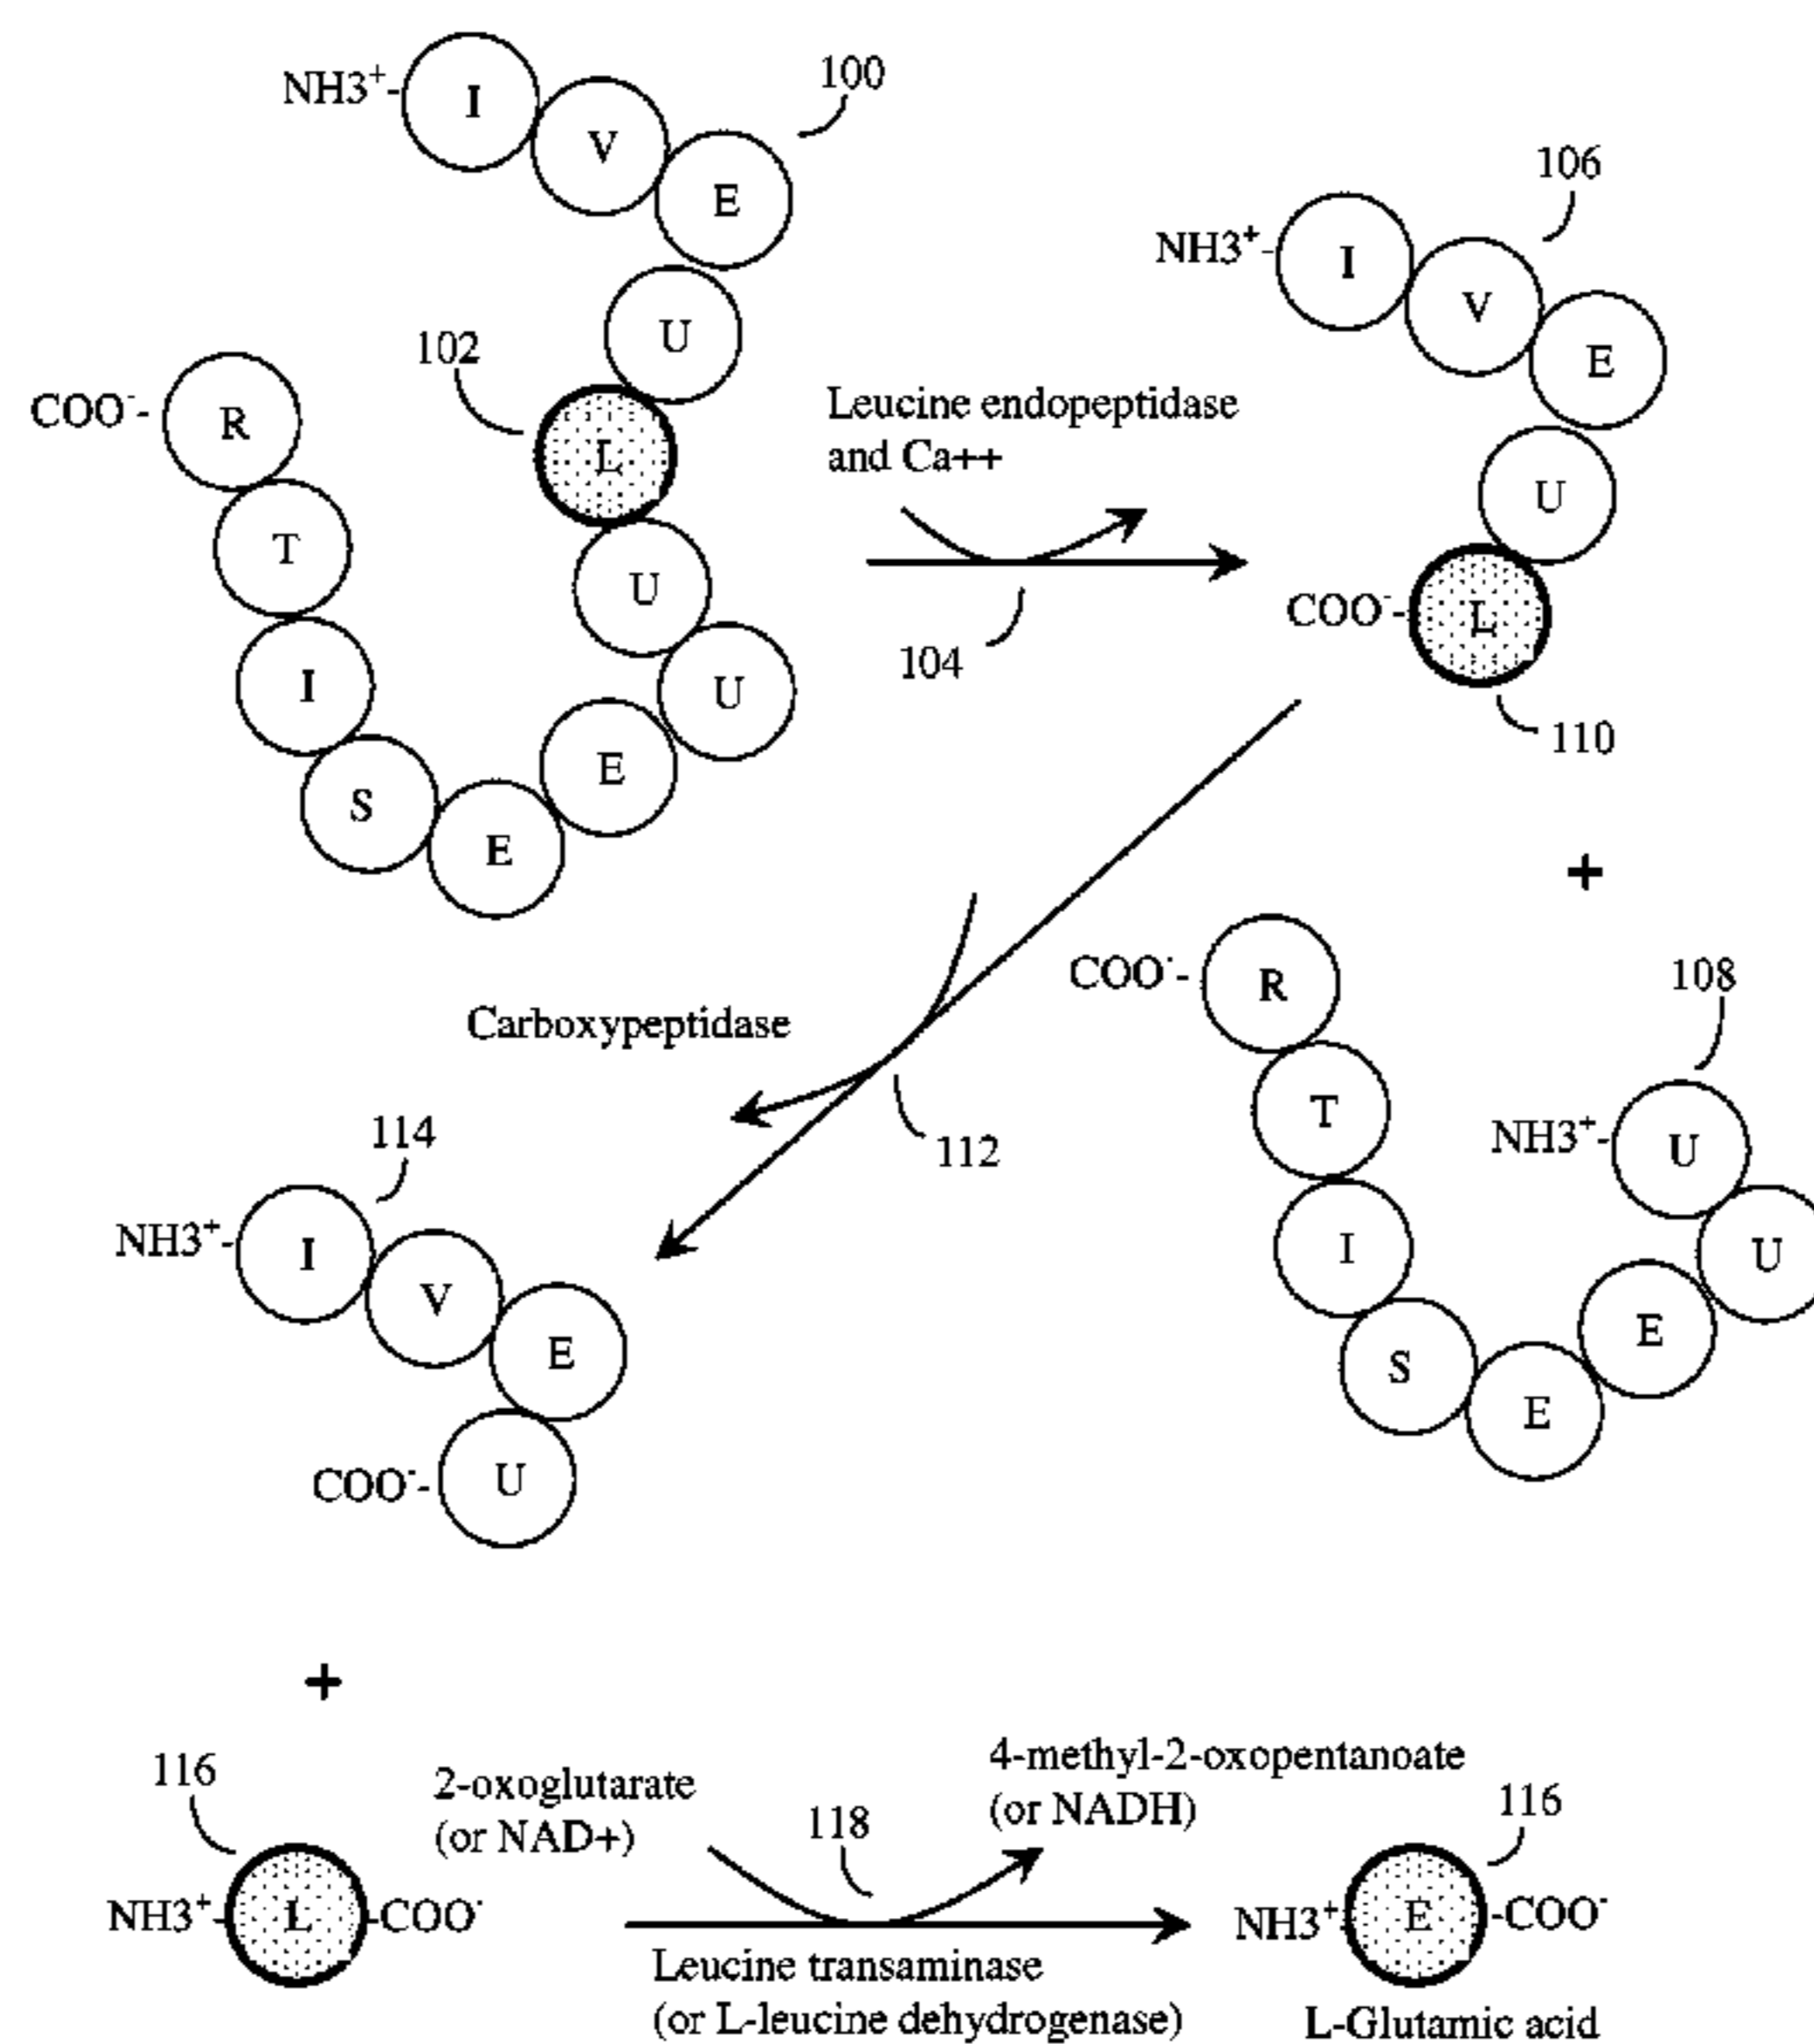 NH3+- I V E 100
U
102 L
COO-- R
T
I
S
E
E
U
U
Leucine endopeptidase
and Ca++
104
NH3+- I V E 106
U
COO-- L
110
+
COO-- R
T
I
S
E
E
U
NH3+- U
108
Carboxypeptidase
112
114
NH3+- I V E
COO-- U
+
116
NH3+- L -COO-
2-oxoglutarate
(or NAD+)
118
4-methyl-2-oxopentanoate
(or NADH)
Leucine transaminase
(or L-leucine dehydrogenase)
116
NH3+- E -COO-
L-Glutamic acid